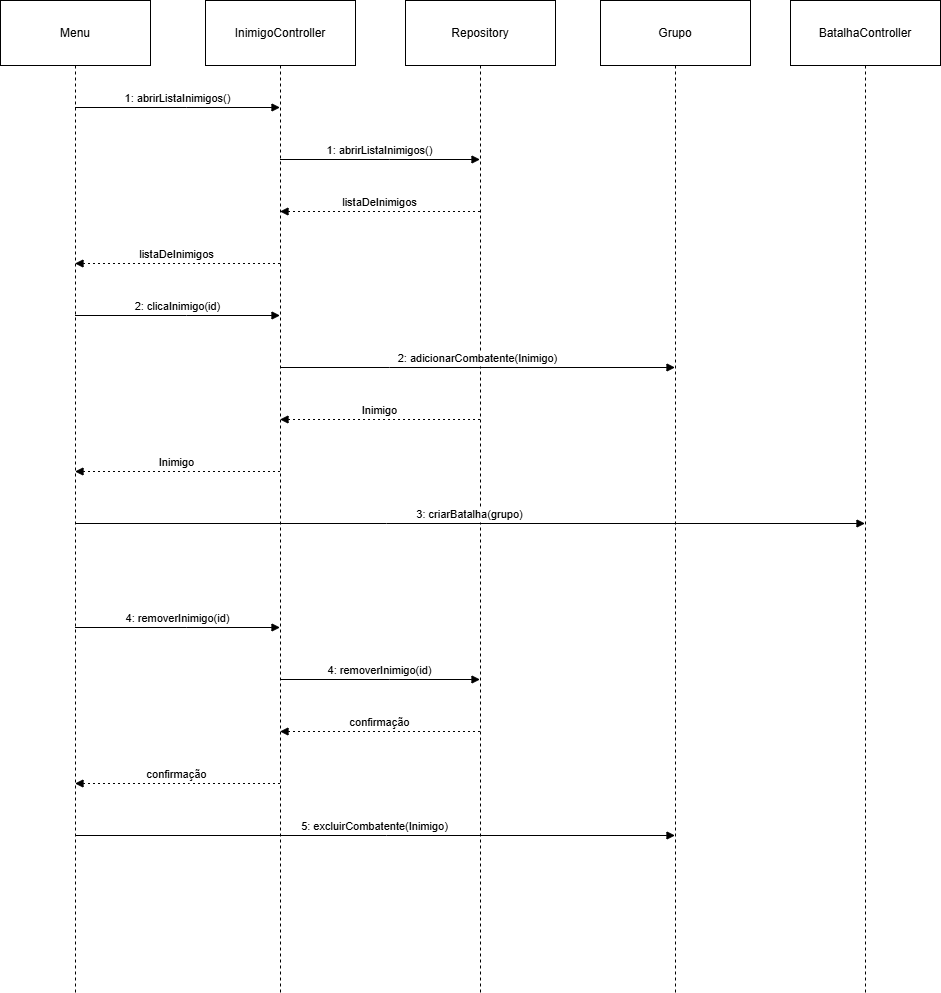 Menu
InimigoController
Repository
Grupo
BatalhaController
1: abrirListaInimigos()
1: abrirListaInimigos()
listaDeInimigos
listaDeInimigos
2: clicaInimigo(id)
2: adicionarCombatente(Inimigo)
Inimigo
Inimigo
3: criarBatalha(grupo)
4: removerInimigo(id)
4: removerInimigo(id)
confirmação
confirmação
5: excluirCombatente(Inimigo)